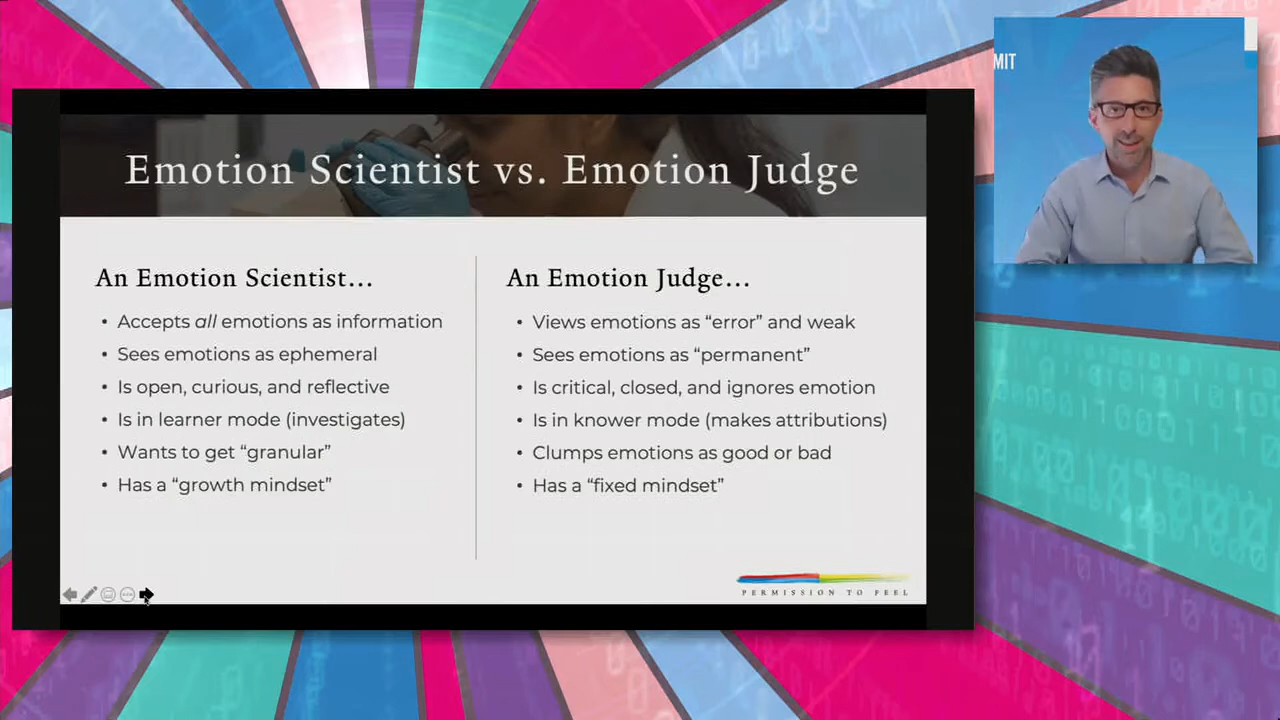 MIT
Emotion Scientist vs. Emotion Judge
An Emotion Scientist...
• Accepts all emotions as information
• Sees emotions as ephemeral
• Is open, curious, and reflective
• Is in learner mode (investigates)
• Wants to get “granular”
• Has a “growth mindset”
An Emotion Judge...
• Views emotions as “error” and weak
• Sees emotions as “permanent”
• Is critical, closed, and ignores emotion
• Is in knower mode (makes attributions)
• Clumps emotions as good or bad
• Has a “fixed mindset”
PERMISSION TO FEEL